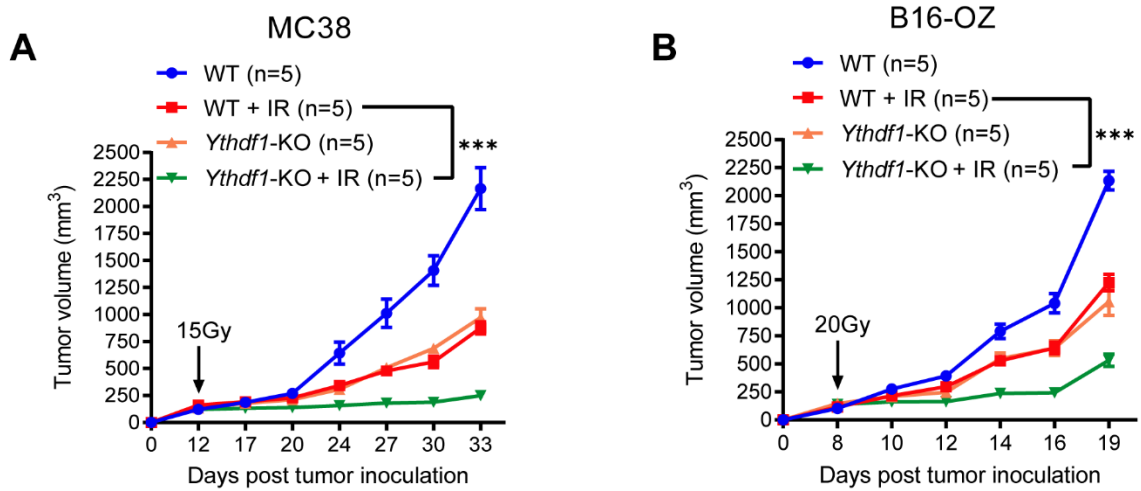 A
MC38
WT (n=5)
WT + IR (n=5)
Ythdf1-KO (n=5)
Ythdf1-KO + IR (n=5)
***
Tumor volume (mm³)
2500
2250
2000
1750
1500
1250
1000
750
500
250
0
15Gy
0 12 17 20 24 27 30 33
Days post tumor inoculation
B
B16-OZ
WT (n=5)
WT + IR (n=5)
Ythdf1-KO (n=5)
Ythdf1-KO + IR (n=5)
***
Tumor volume (mm³)
2500
2250
2000
1750
1500
1250
1000
750
500
250
0
20Gy
0 8 10 12 14 16 19
Days post tumor inoculation